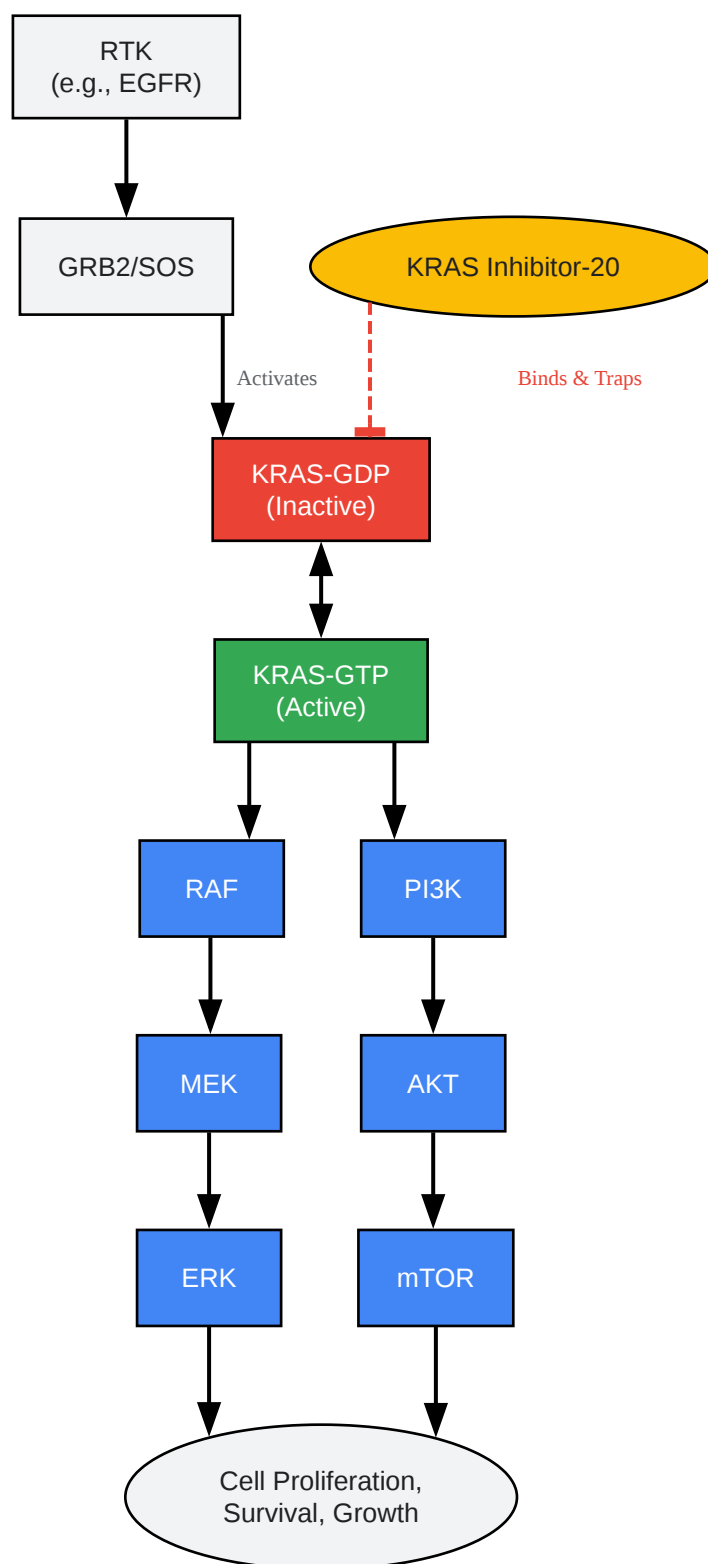 RTK
(e.g., EGFR)
GRB2/SOS
KRAS Inhibitor-20
Activates
Binds & Traps
KRAS-GDP
(Inactive)
KRAS-GTP
(Active)
RAF
PI3K
MEK
AKT
ERK
mTOR
Cell Proliferation,
Survival, Growth